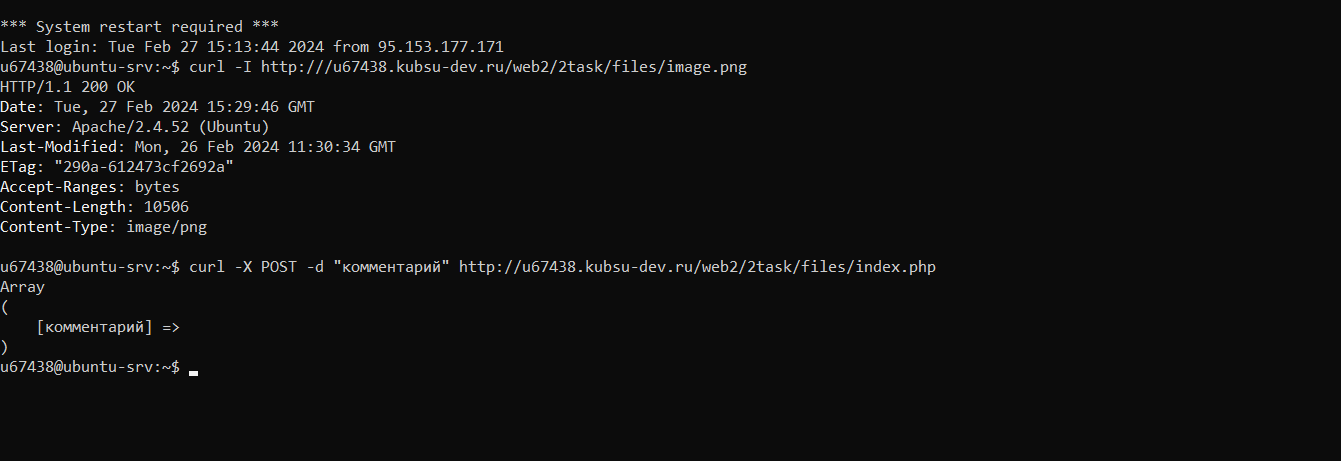 *** System restart required ***
Last login: Tue Feb 27 15:13:44 2024 from 95.153.177.171
u67438@ubuntu-srv:~$ curl -I http:///u67438.kubsu-dev.ru/web2/2task/files/image.png
HTTP/1.1 200 OK
Date: Tue, 27 Feb 2024 15:29:46 GMT
Server: Apache/2.4.52 (Ubuntu)
Last-Modified: Mon, 26 Feb 2024 11:30:34 GMT
ETag: "290a-612473cf2692a"
Accept-Ranges: bytes
Content-Length: 10506
Content-Type: image/png
u67438@ubuntu-srv:~$ curl -X POST -d "комментарий" http://u67438.kubsu-dev.ru/web2/2task/files/index.php
Array
(
    [комментарий] =>
)
u67438@ubuntu-srv:~$